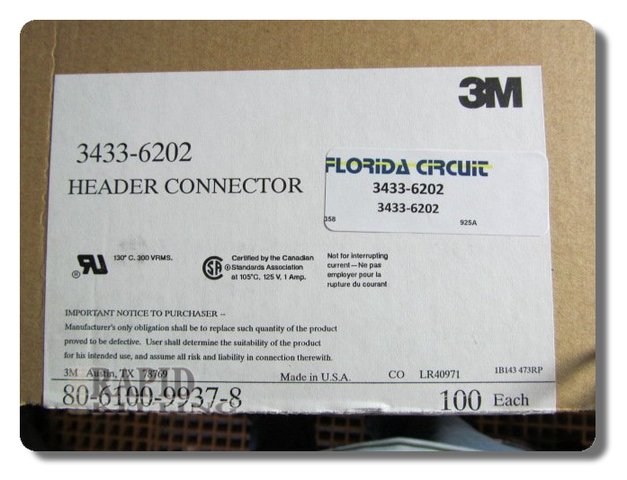 3M
3433-6202
HEADER CONNECTOR
FLORIDA CIRCUIT
3433-6202
3433-6202
358 925A
130° C. 300 VRMS.
Certified by the Canadian
Standards Association
at 105°C, 125 V, 1 Amp.
Not for interrupting
current—Ne pas
employer pour la
rupture du courant
IMPORTANT NOTICE TO PURCHASER --
Manufacturer's only obligation shall be to replace such quantity of the product
proved to be defective. User shall determine the suitability of the product
for his intended use, and assume all risk and liability in connection therewith.
3M Austin, TX 78769 Made in U.S.A. CO LR40971 1B143 473RP
RAPID
80-6100-9937-8 100 Each